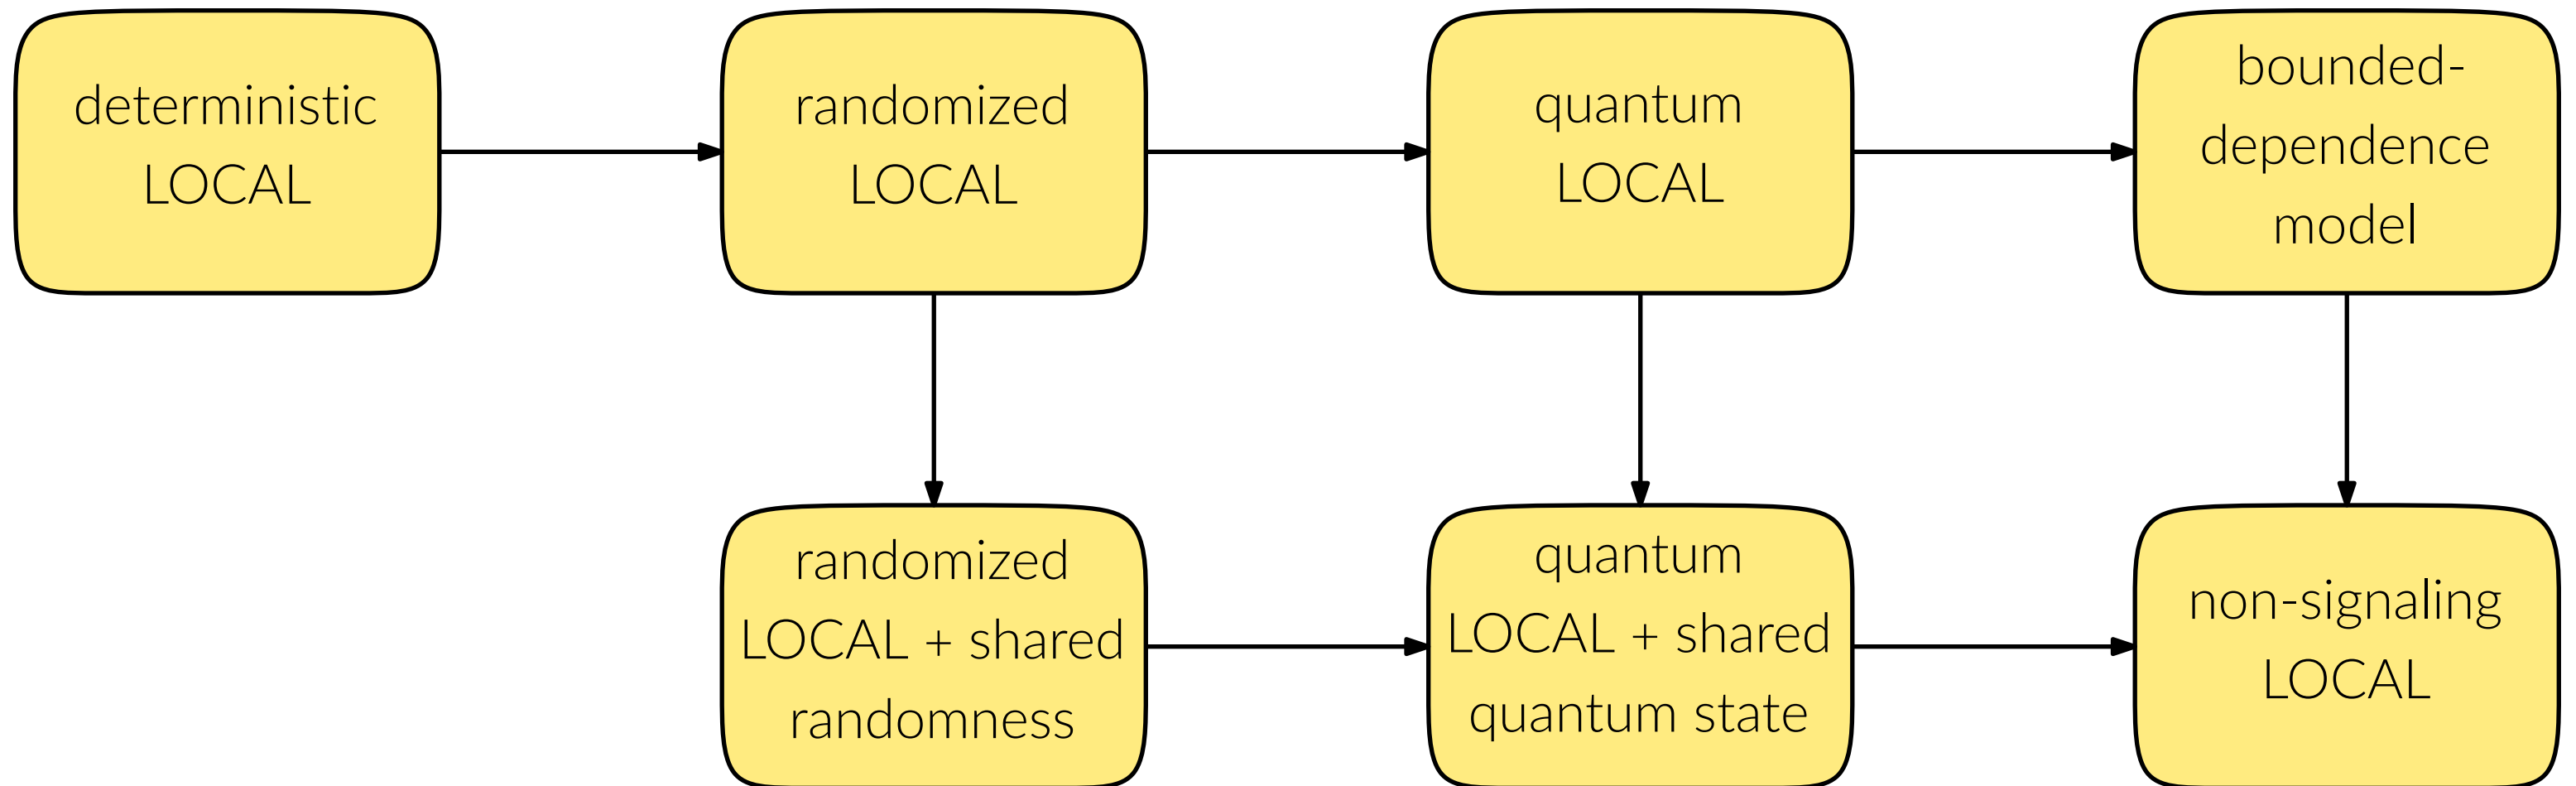 deterministic
LOCAL
randomized
LOCAL
quantum
LOCAL
bounded-
dependence
model
randomized
LOCAL + shared
randomness
quantum
LOCAL + shared
quantum state
non-signaling
LOCAL